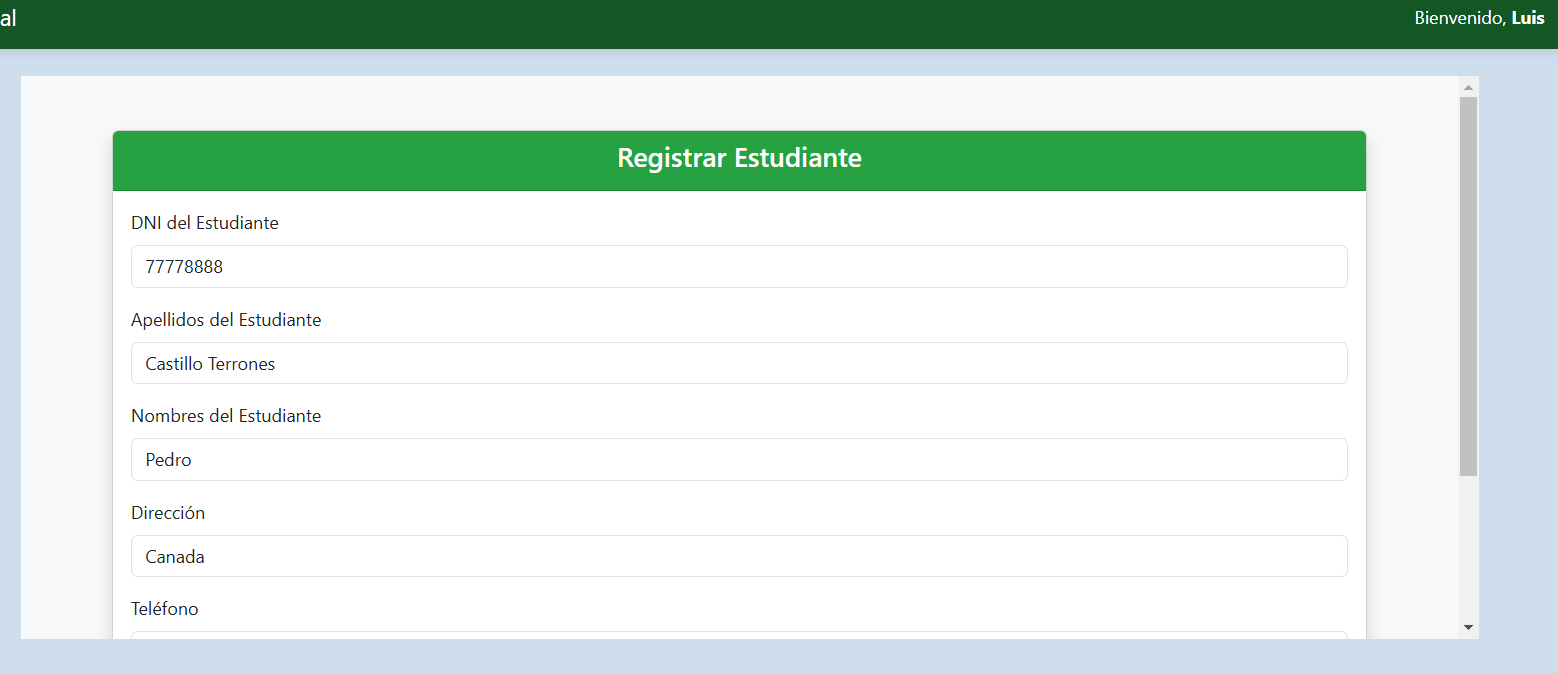 al
Bienvenido, Luis
Registrar Estudiante
DNI del Estudiante
77778888
Apellidos del Estudiante
Castillo Terrones
Nombres del Estudiante
Pedro
Dirección
Canada
Teléfono